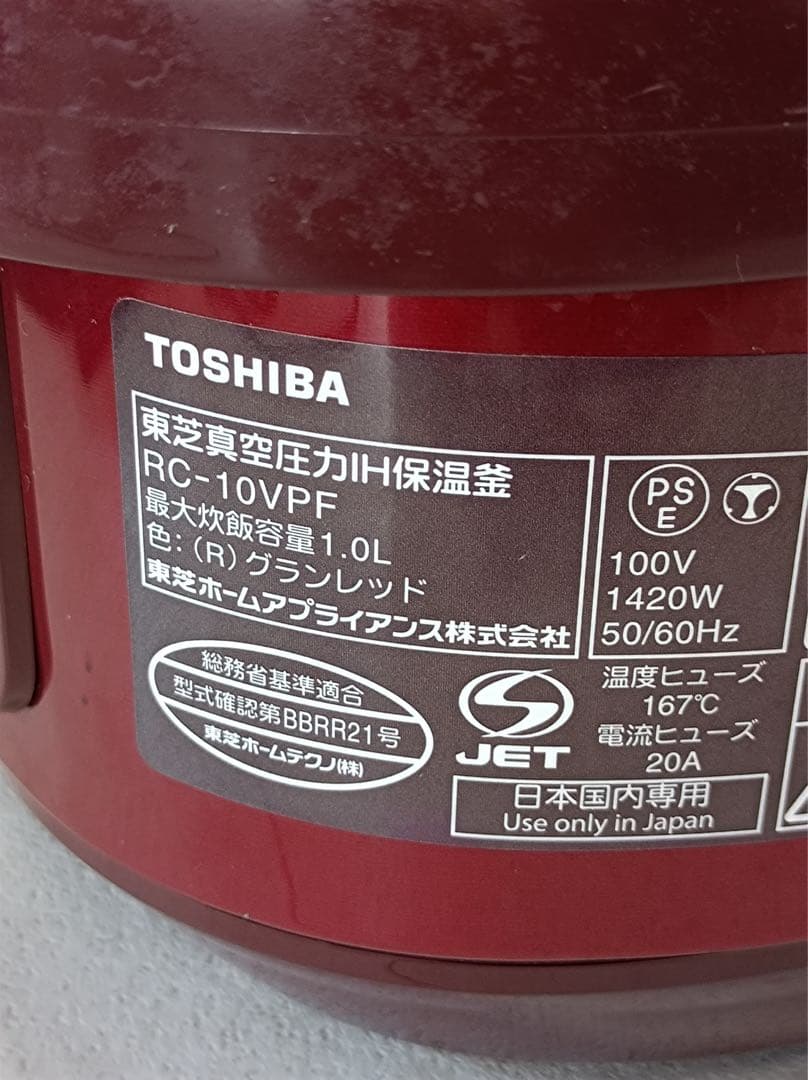 TOSHIBA
東芝真空圧力IH保温釜
RC-10VPF
最大炊飯容量1.0L
色：(R)グランレッド
東芝ホームアプライアンス株式会社
PS
E
100V
1420W
50/60Hz
総務省基準適合
型式確認第BBRR21号
東芝ホームテクノ(株)
JET
温度ヒューズ
167℃
電流ヒューズ
20A
日本国内専用
Use only in Japan